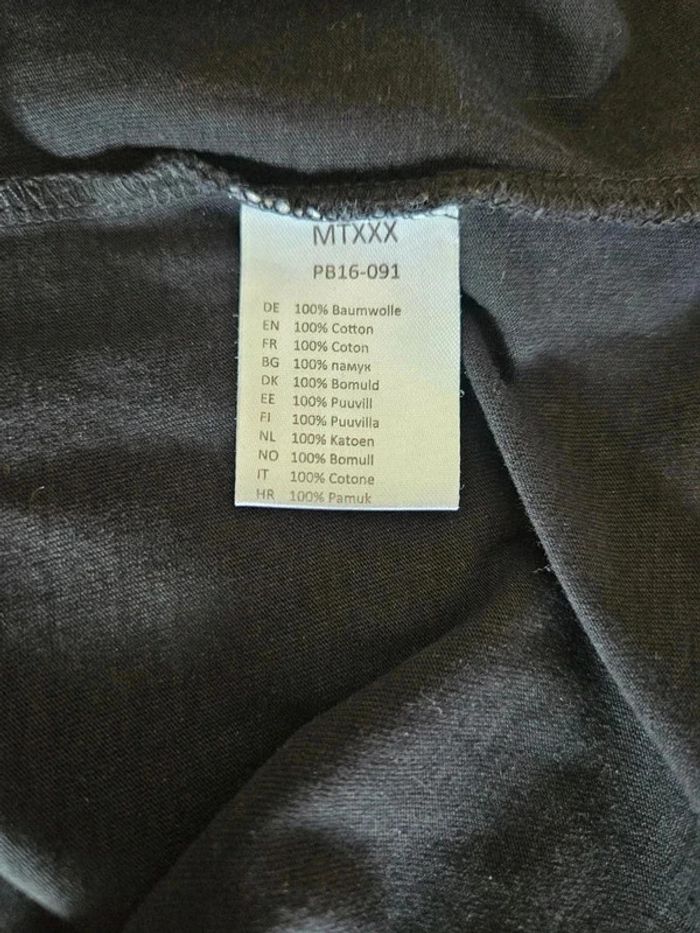 MTXXX
PB16-091
DE 100% Baumwolle
EN 100% Cotton
FR 100% Coton
BG 100% памук
DK 100% Bomuld
EE 100% Puuvill
FI 100% Puuvilla
NL 100% Katoen
NO 100% Bomull
IT 100% Cotone
HR 100% Pamuk